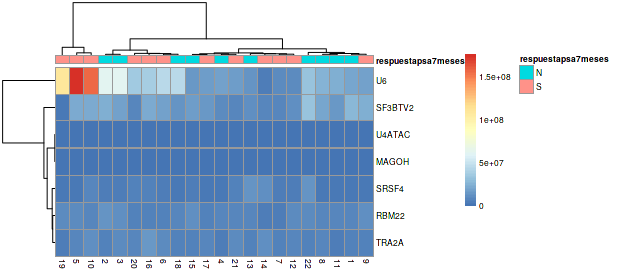 respuestapsa7meses
U6
SF3BTV2
U4ATAC
MAGOH
SRSF4
RBM22
TRA2A
19 5 10 2 3 20 16 6 18 15 17 4 21 13 14 7 12 22 8 11 1 9
1.5e+08
1e+08
5e+07
0
respuestapsa7meses
N
S